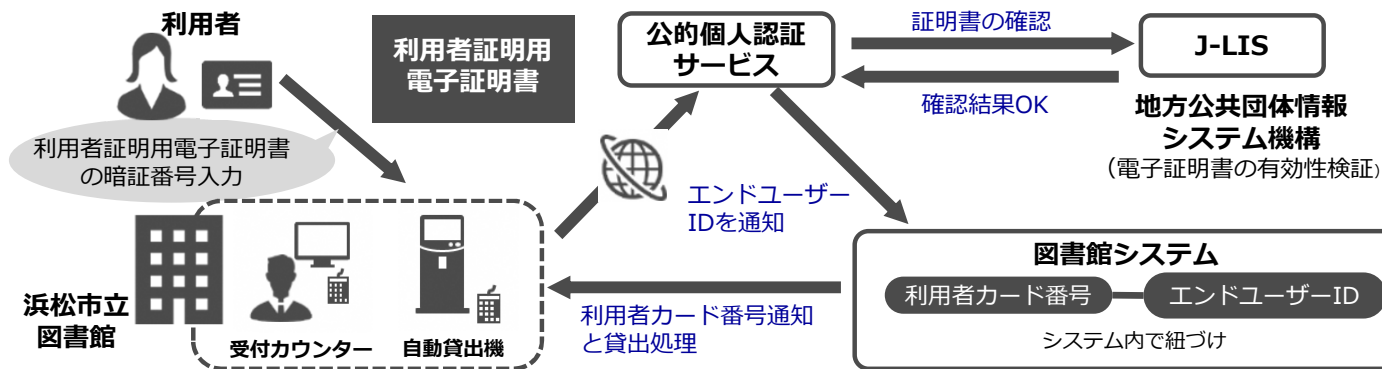 利用者
利用者証明用
電子証明書
利用者証明用電子証明書
の暗証番号入力
公的個人認証
サービス
証明書の確認
確認結果OK
J-LIS
地方公共団体情報
システム機構
（電子証明書の有効性検証）
エンドユーザー
IDを通知
浜松市立
図書館
受付カウンター
自動貸出機
利用者カード番号通知
と貸出処理
図書館システム
利用者カード番号
エンドユーザーID
システム内で紐づけ